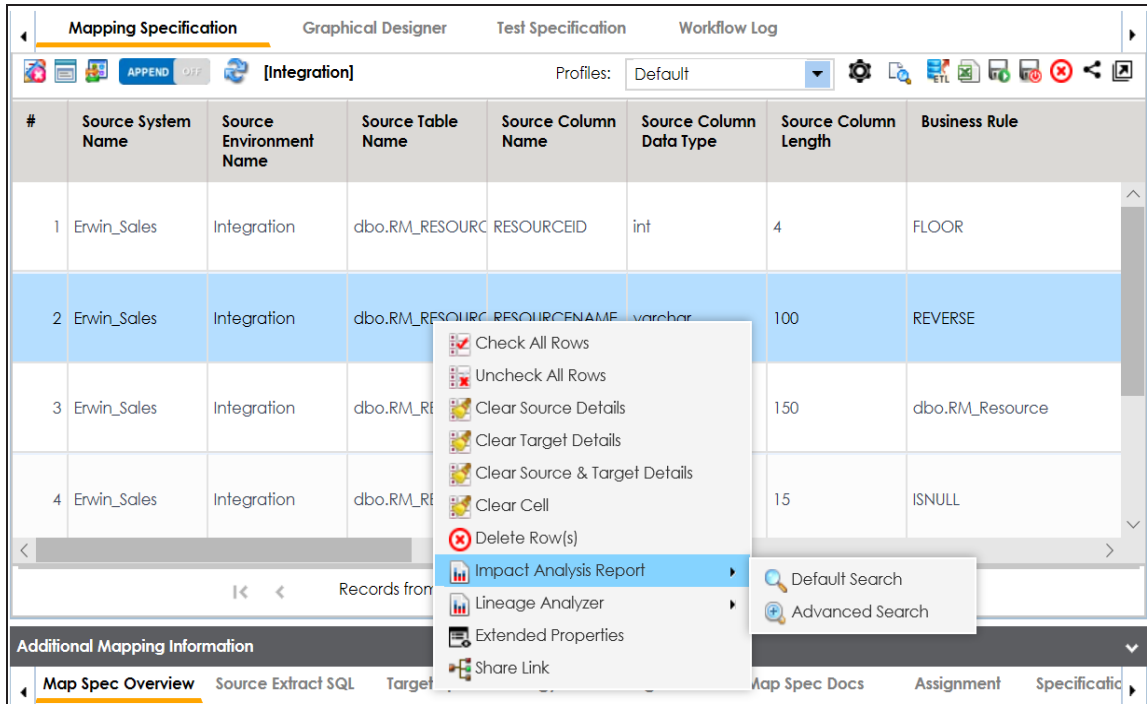 Mapping Specification Graphical Designer Test Specification Workflow Log
APPEND OFF [Integration] Profiles: Default ETL
# Source System Name Source Environment Name Source Table Name Source Column Name Source Column Data Type Source Column Length Business Rule
1 Erwin_Sales Integration dbo.RM_RESOURC RESOURCEID int 4 FLOOR
2 Erwin_Sales Integration dbo.RM_RESOURC RESOURCENAME varchar 100 REVERSE
Check All Rows
Uncheck All Rows
3 Erwin_Sales Integration dbo.RM_RE 150 dbo.RM_Resource
Clear Source Details
Clear Target Details
Clear Source & Target Details
4 Erwin_Sales Integration dbo.RM_RE 15 ISNULL
Clear Cell
Delete Row(s)
Impact Analysis Report
Default Search
Records from
Lineage Analyzer
Advanced Search
Extended Properties
Additional Mapping Information
Share Link
Map Spec Overview Source Extract SQL Target Map Spec Docs Assignment Specificatio